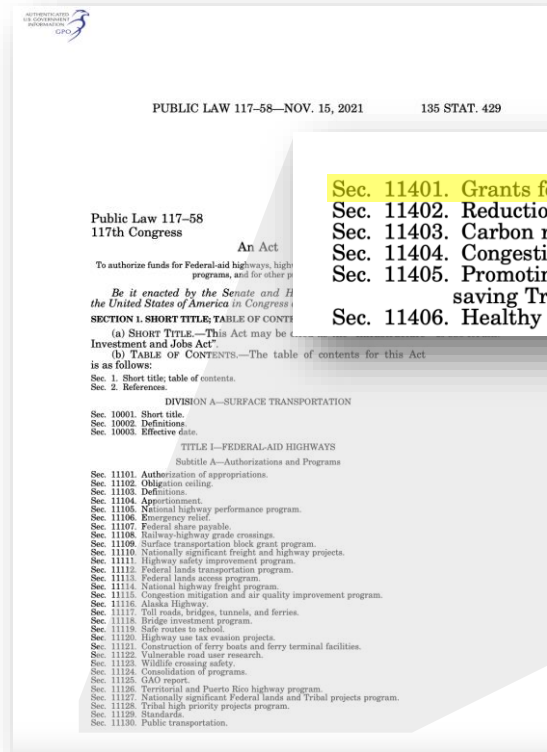 AUTHENTICATED
U.S. GOVERNMENT
INFORMATION
GPO
PUBLIC LAW 117–58—NOV. 15, 2021 135 STAT. 429
Sec. 11401. Grants f
Sec. 11402. Reductio
Sec. 11403. Carbon
Sec. 11404. Congesti
Sec. 11405. Promotin
saving Tr
Sec. 11406. Healthy
Public Law 117–58
117th Congress
An Act
To authorize funds for Federal-aid highways, high
programs, and for other p
Be it enacted by the Senate and H
the United States of America in Congress
SECTION 1. SHORT TITLE; TABLE OF CONTE
(a) SHORT TITLE.—This Act may be
Investment and Jobs Act”.
(b) TABLE OF CONTENTS.—The table of contents for this Act
is as follows:
Sec. 1. Short title; table of contents.
Sec. 2. References.
DIVISION A—SURFACE TRANSPORTATION
Sec. 10001. Short title.
Sec. 10002. Definitions.
Sec. 10003. Effective date.
TITLE I—FEDERAL-AID HIGHWAYS
Subtitle A—Authorizations and Programs
Sec. 11101. Authorization of appropriations.
Sec. 11102. Obligation ceiling.
Sec. 11103. Definitions.
Sec. 11104. Apportionment.
Sec. 11105. National highway performance program.
Sec. 11106. Emergency relief.
Sec. 11107. Federal share payable.
Sec. 11108. Railway-highway grade crossings.
Sec. 11109. Surface transportation block grant program.
Sec. 11110. Nationally significant freight and highway projects.
Sec. 11111. Highway safety improvement program.
Sec. 11112. Federal lands transportation program.
Sec. 11113. Federal lands access program.
Sec. 11114. National highway freight program.
Sec. 11115. Congestion mitigation and air quality improvement program.
Sec. 11116. Alaska Highway.
Sec. 11117. Toll roads, bridges, tunnels, and ferries.
Sec. 11118. Bridge investment program.
Sec. 11119. Safe routes to school.
Sec. 11120. Highway use tax evasion projects.
Sec. 11121. Construction of ferry boats and ferry terminal facilities.
Sec. 11122. Vulnerable road user research.
Sec. 11123. Wildlife crossing safety.
Sec. 11124. Consolidation of programs.
Sec. 11125. GAO report.
Sec. 11126. Territorial and Puerto Rico highway program.
Sec. 11127. Nationally significant Federal lands and Tribal projects program.
Sec. 11128. Tribal high priority projects program.
Sec. 11129. Standards.
Sec. 11130. Public transportation.